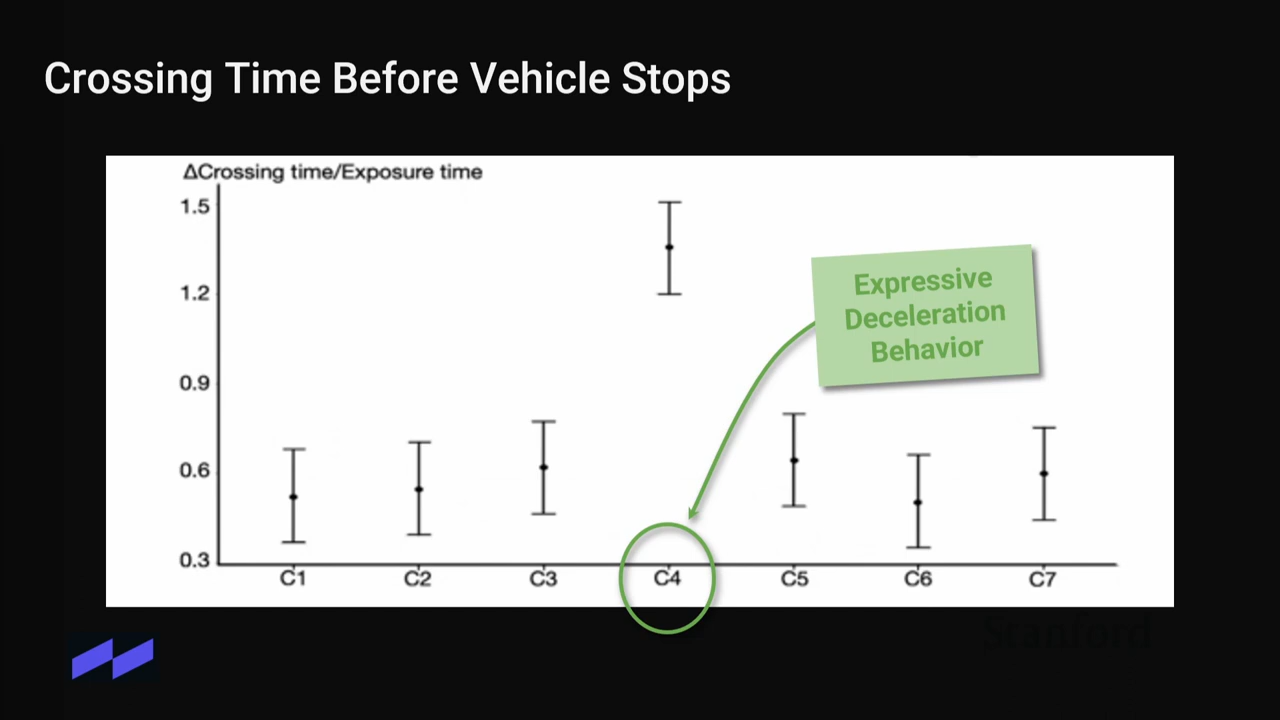 Crossing Time Before Vehicle Stops
ΔCrossing time/Exposure time
1.5
1.2
0.9
0.6
0.3
Expressive
Deceleration
Behavior
C1 C2 C3 C4 C5 C6 C7
Stanford